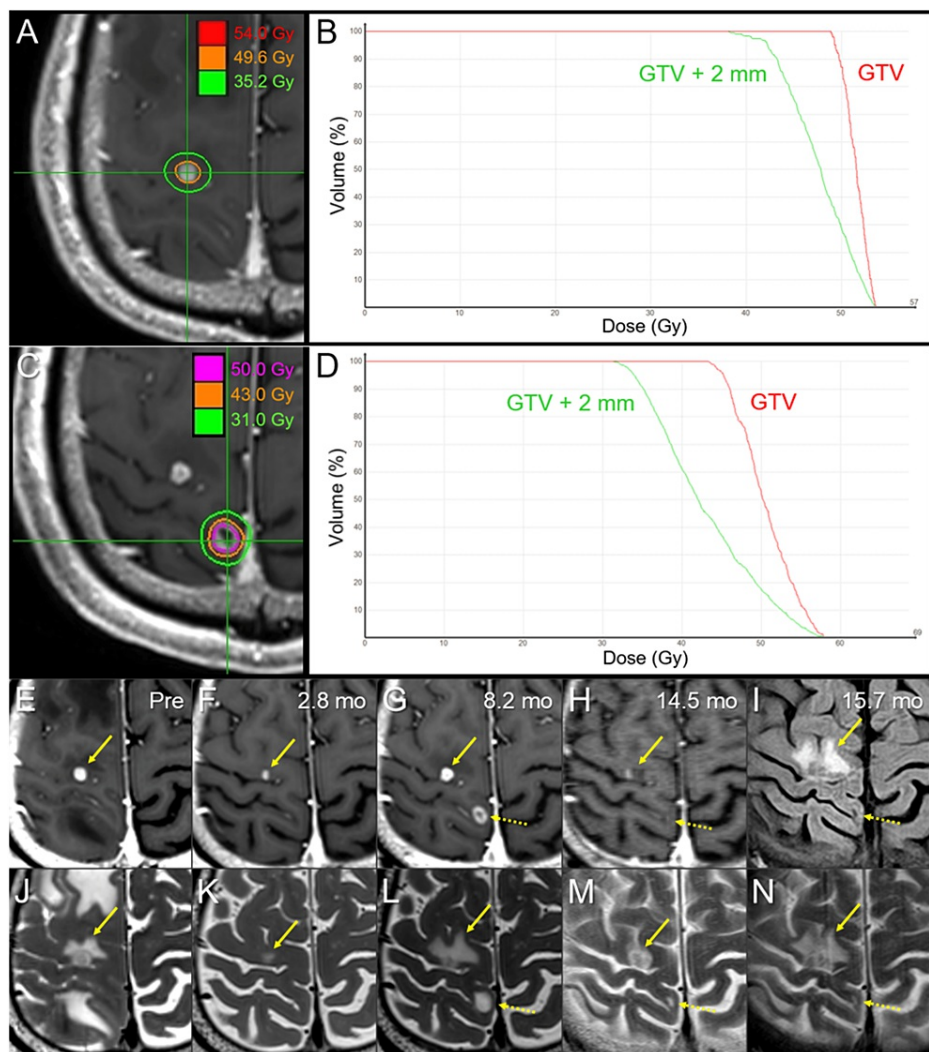 A
54.0 Gy
49.6 Gy
35.2 Gy
B
100
90
80
70
60
50
40
30
20
10
Volume (%)
GTV + 2 mm
GTV
10
20
30
40
50
57
Dose (Gy)
C
50.0 Gy
43.0 Gy
31.0 Gy
D
100
90
80
70
60
50
40
30
20
10
Volume (%)
GTV + 2 mm
GTV
10
20
30
40
50
60
69
Dose (Gy)
E Pre
F 2.8 mo
G 8.2 mo
H 14.5 mo
I 15.7 mo
J
K
L
M
N